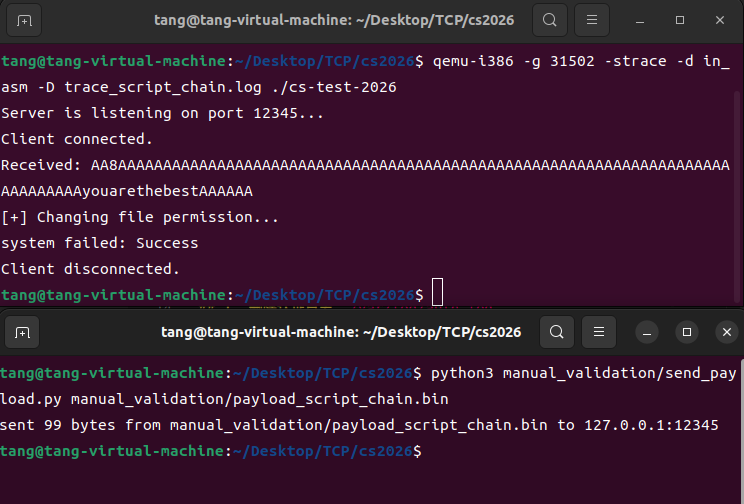 tang@tang-virtual-machine: ~/Desktop/TCP/cs2026
tang@tang-virtual-machine:~/Desktop/TCP/cs2026$ qemu-i386 -g 31502 -strace -d in_
asm -D trace_script_chain.log ./cs-test-2026
Server is listening on port 12345...
Client connected.
Received: AA8AAAAAAAAAAAAAAAAAAAAAAAAAAAAAAAAAAAAAAAAAAAAAAAAAAAAAAAAAAAAAAAAAAAA
AAAAAAAAAyouarethebestAAAAAA
[+] Changing file permission...
system failed: Success
Client disconnected.
tang@tang-virtual-machine:~/Desktop/TCP/cs2026$
tang@tang-virtual-machine: ~/Desktop/TCP/cs2026
tang@tang-virtual-machine:~/Desktop/TCP/cs2026$ python3 manual_validation/send_pay
load.py manual_validation/payload_script_chain.bin
sent 99 bytes from manual_validation/payload_script_chain.bin to 127.0.0.1:12345
tang@tang-virtual-machine:~/Desktop/TCP/cs2026$